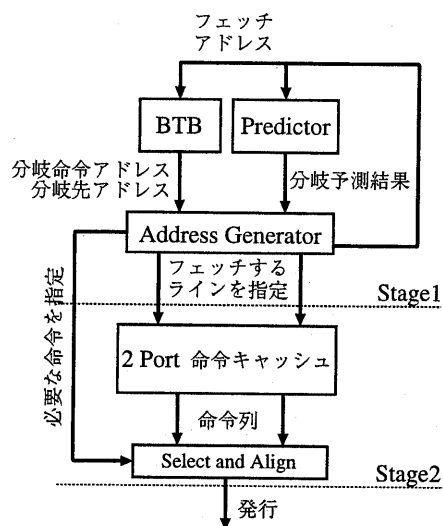 フェッチ
アドレス
BTB
Predictor
分岐命令アドレス
分岐先アドレス
分岐予測結果
Address Generator
フェッチする
ラインを指定
Stage1
必要な命令を指定
2 Port 命令キャッシュ
命令列
Select and Align
Stage2
発行